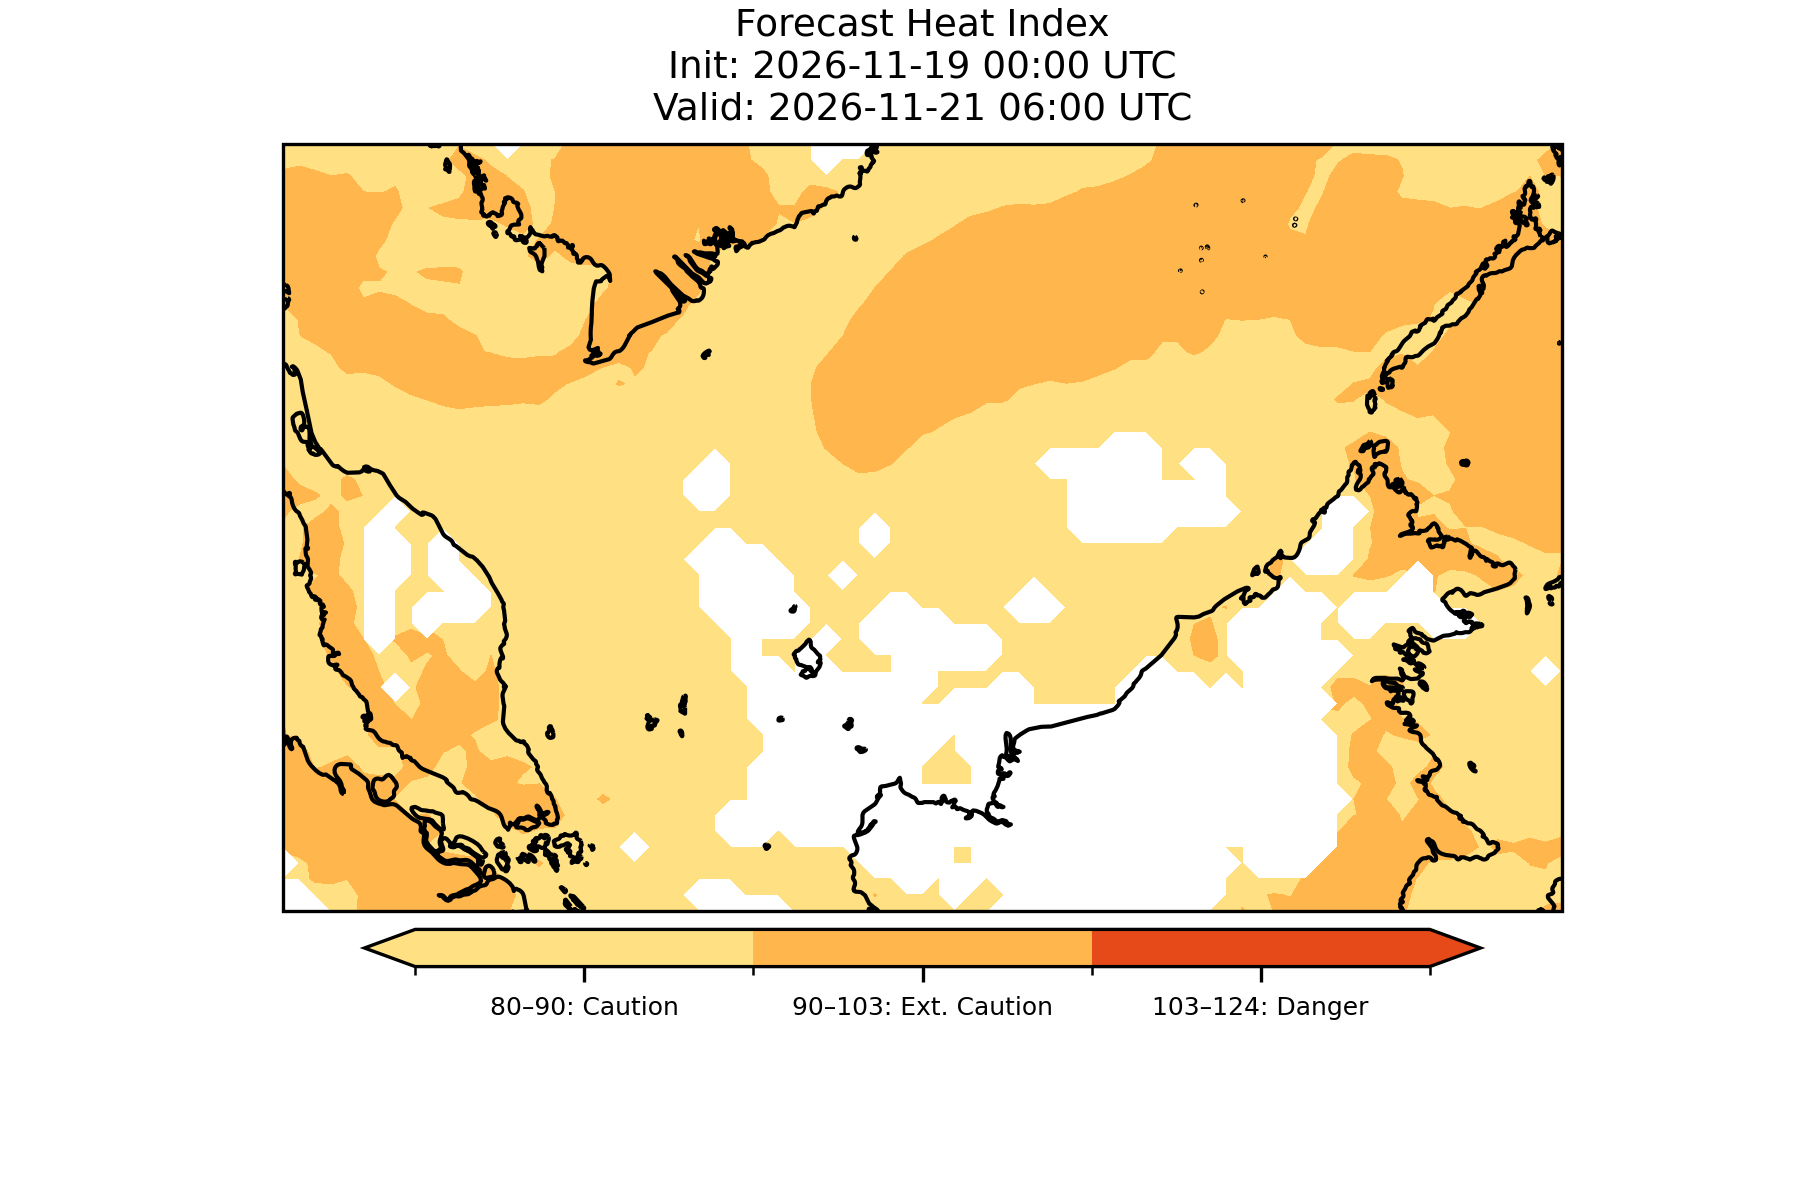 Forecast Heat Index
Init: 2026-11-19 00:00 UTC
Valid: 2026-11-21 06:00 UTC
80–90: Caution
90–103: Ext. Caution
103–124: Danger